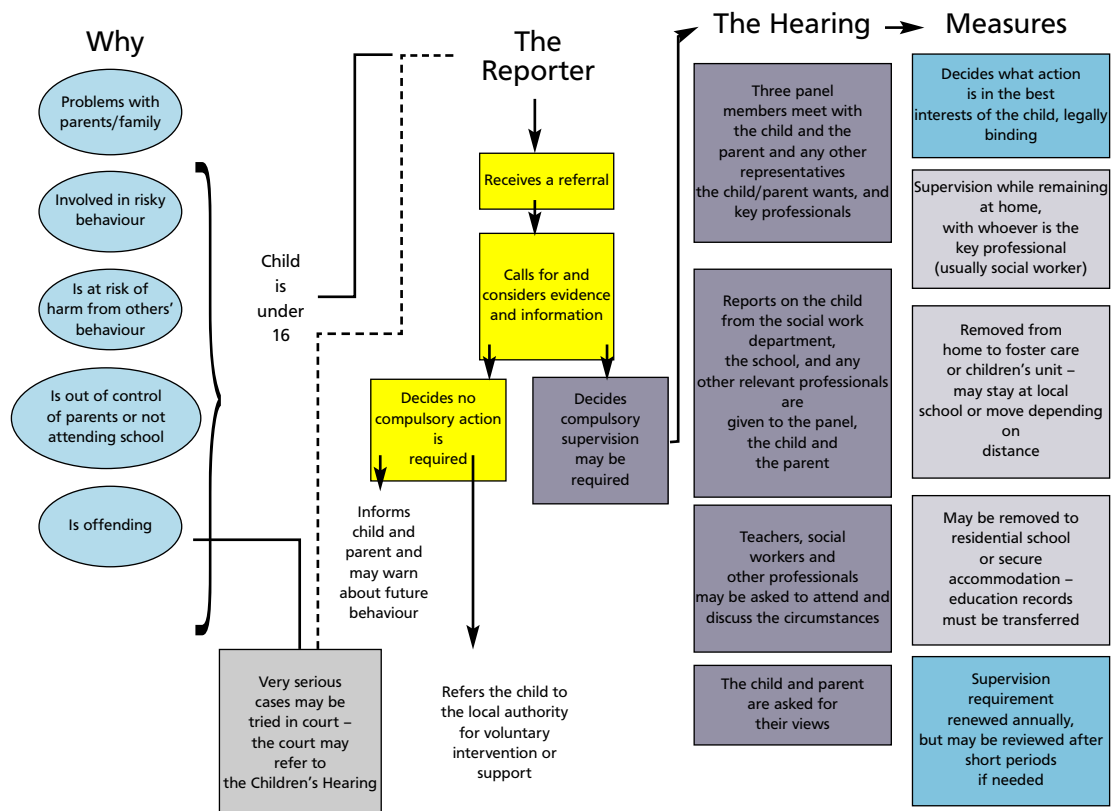 Why
Problems with
parents/family
Involved in risky
behaviour
Is at risk of
harm from others’
behaviour
Is out of control
of parents or not
attending school
Is offending
Child
is
under
16
Very serious
cases may be
tried in court –
the court may
refer to
the Children’s Hearing
The
Reporter
Receives a referral
Calls for and
considers evidence
and information
Decides no
compulsory action
is
required
Decides
compulsory
supervision
may be
required
Informs
child and
parent and
may warn
about future
behaviour
Refers the child to
the local authority
for voluntary
intervention or
support
The Hearing
Three panel
members meet with
the child and the
parent and any other
representatives
the child/parent wants, and
key professionals
Reports on the child
from the social work
department,
the school, and any
other relevant professionals
are
given to the panel,
the child and
the parent
Teachers, social
workers and
other professionals
may be asked to attend and
discuss the circumstances
The child and parent
are asked for
their views
Measures
Decides what action
is in the best
interests of the child, legally
binding
Supervision while remaining
at home,
with whoever is the
key professional
(usually social worker)
Removed from
home to foster care
or children’s unit –
may stay at local
school or move depending
on
distance
May be removed to
residential school
or secure
accommodation –
education records
must be transferred
Supervision
requirement
renewed annually,
but may be reviewed after
short periods
if needed